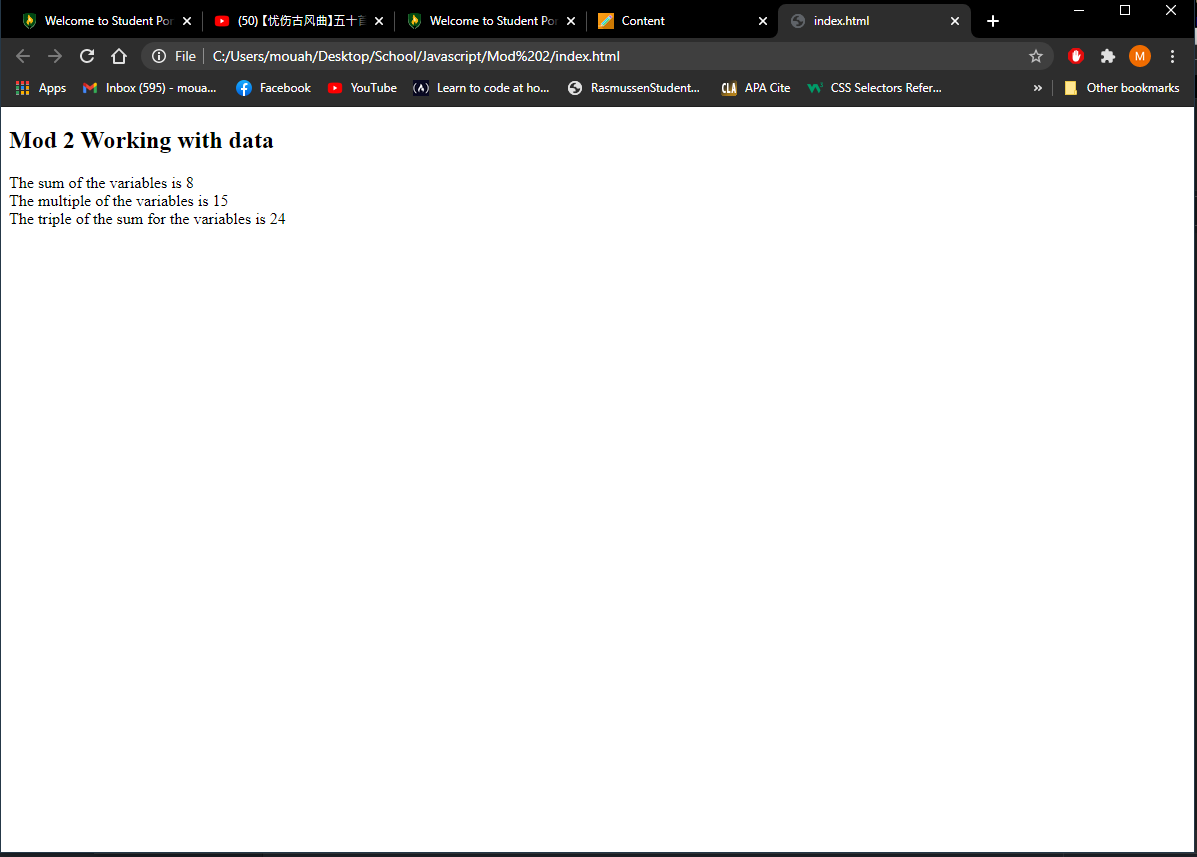 Welcome to Student Por
(50)【忧伤古风曲】五十言
Welcome to Student Por
Content
index.html
File
C:/Users/mouah/Desktop/School/Javascript/Mod%202/index.html
M
Apps
Inbox (595) - moua...
Facebook
YouTube
Learn to code at ho...
RasmussenStudent...
CLA
APA Cite
CSS Selectors Refer...
»
Other bookmarks
Mod 2 Working with data
The sum of the variables is 8
The multiple of the variables is 15
The triple of the sum for the variables is 24